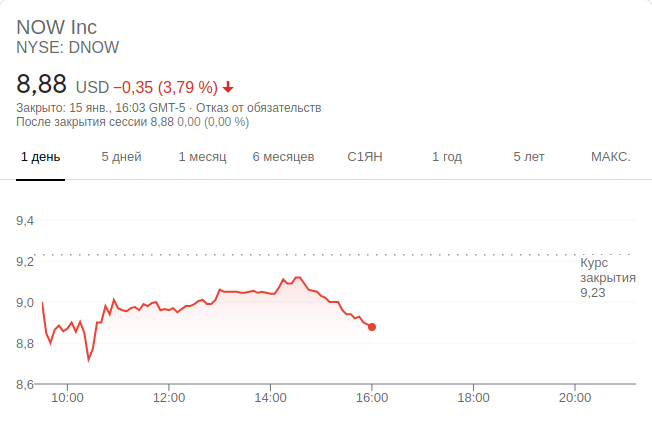 NOW Inc
NYSE: DNOW
8,88 USD −0,35 (3,79 %)
Закрыто: 15 янв., 16:03 GMT-5 · Отказ от обязательств
После закрытия сессии 8,88 0,00 (0,00 %)
1 день 5 дней 1 месяц 6 месяцев С1ЯН 1 год 5 лет МАКС.
9,4
9,2
Курс
закрытия
9,23
9,0
8,8
8,6
10:00 12:00 14:00 16:00 18:00 20:00